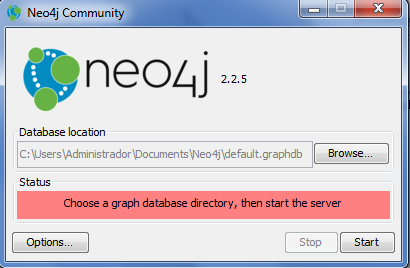 Neo4j Community
neo4j 2.2.5
Database location
C:\Users\Administrador\Documents\Neo4j\default.graphdb
Browse...
Status
Choose a graph database directory, then start the server
Options...
Stop
Start